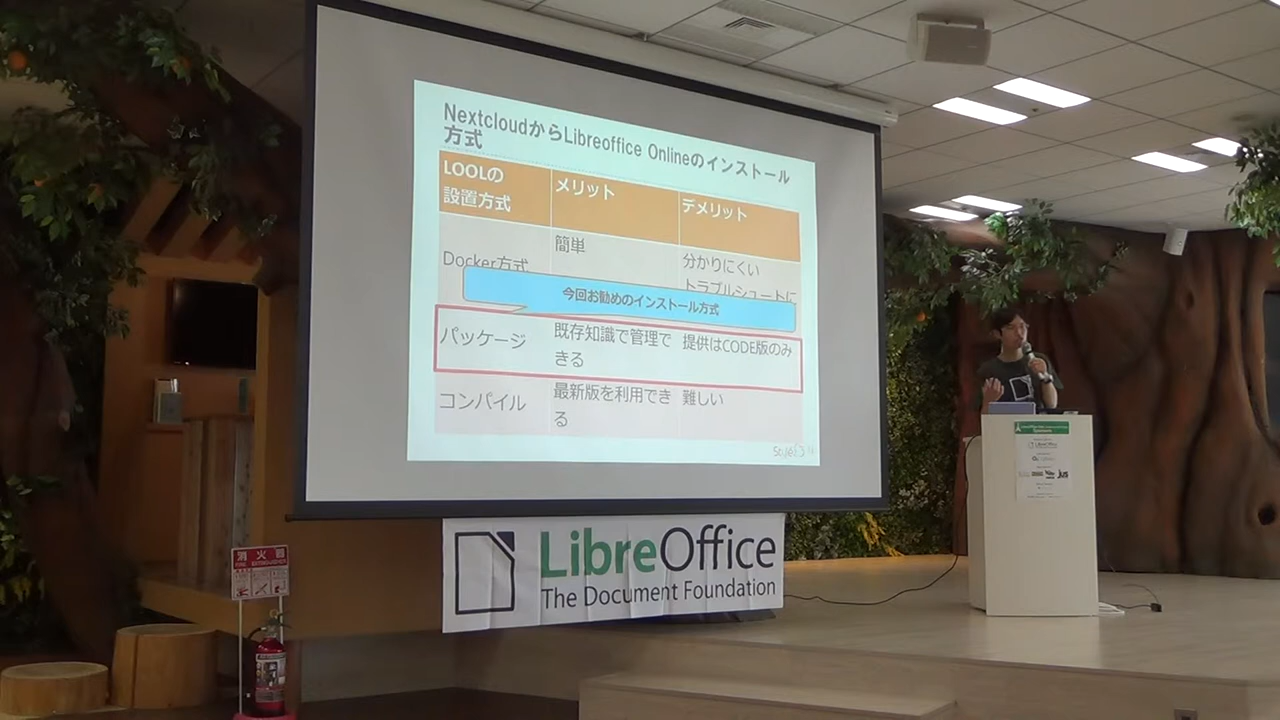 NextcloudからLibreoffice Onlineのインストール
方式
LOOLの
設置方式
メリット
デメリット
Docker方式
簡単
分かりにくい
トラブルシュートに
今回お勧めのインストール方式
パッケージ
既存知識で管理で
きる
提供はCODE版のみ
コンパイル
最新版を利用でき
る
難しい
LibreOffice
The Document Foundation
消火器
LibreOffice
jus